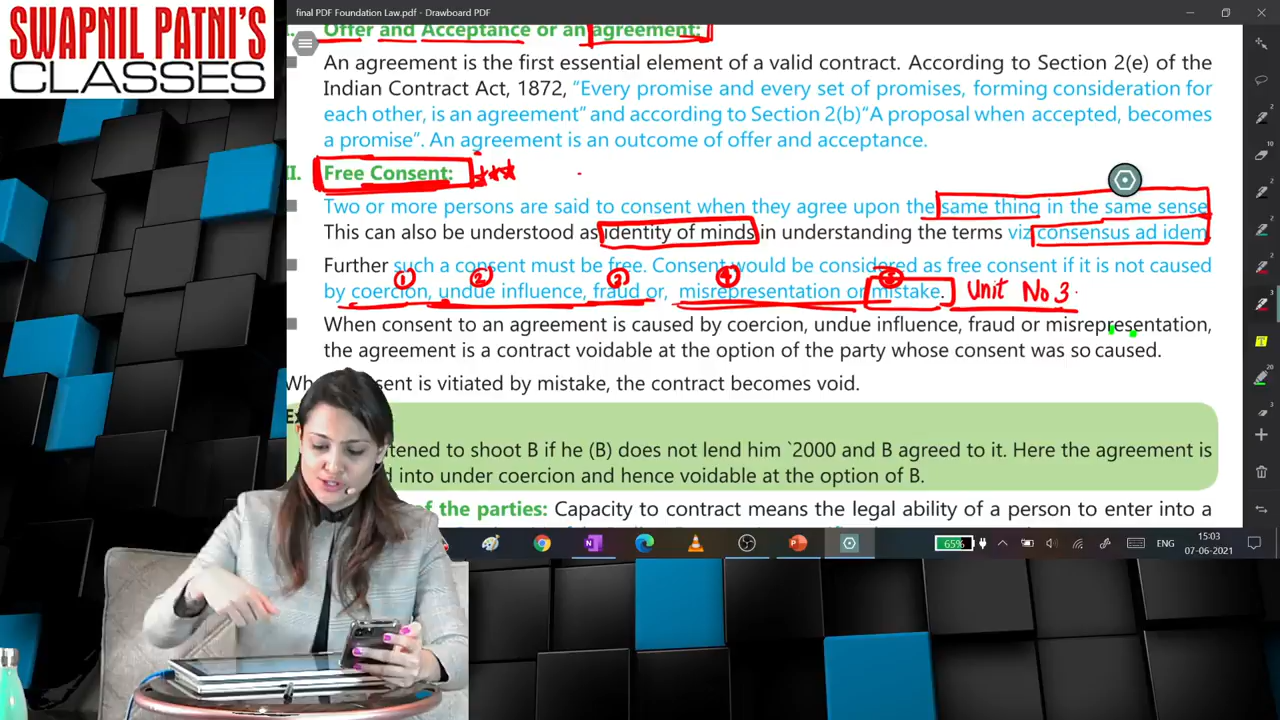 SWAPNIL PATNI'S
CLASSES
final PDF Foundation Law.pdf - Drawboard PDF
Offer and Acceptance or an agreement:
An agreement is the first essential element of a valid contract. According to Section 2(e) of the
Indian Contract Act, 1872, “Every promise and every set of promises, forming consideration for
each other, is an agreement” and according to Section 2(b)“A proposal when accepted, becomes
a promise”. An agreement is an outcome of offer and acceptance.
II. Free Consent:
Two or more persons are said to consent when they agree upon the same thing in the same sense.
This can also be understood as identity of minds in understanding the terms viz consensus ad idem.
Further such a consent must be free. Consent would be considered as free consent if it is not caused
1 2 3 4
by coercion, undue influence, fraud or, misrepresentation or mistake. Unit No 3
When consent to an agreement is caused by coercion, undue influence, fraud or misrepresentation,
the agreement is a contract voidable at the option of the party whose consent was so caused.
is vitiated by mistake, the contract becomes void.
to shoot B if he (B) does not lend him `2000 and B agreed to it. Here the agreement is
into under coercion and hence voidable at the option of B.
of the parties: Capacity to contract means the legal ability of a person to enter into a
65% ENG 15:03
07-06-2021